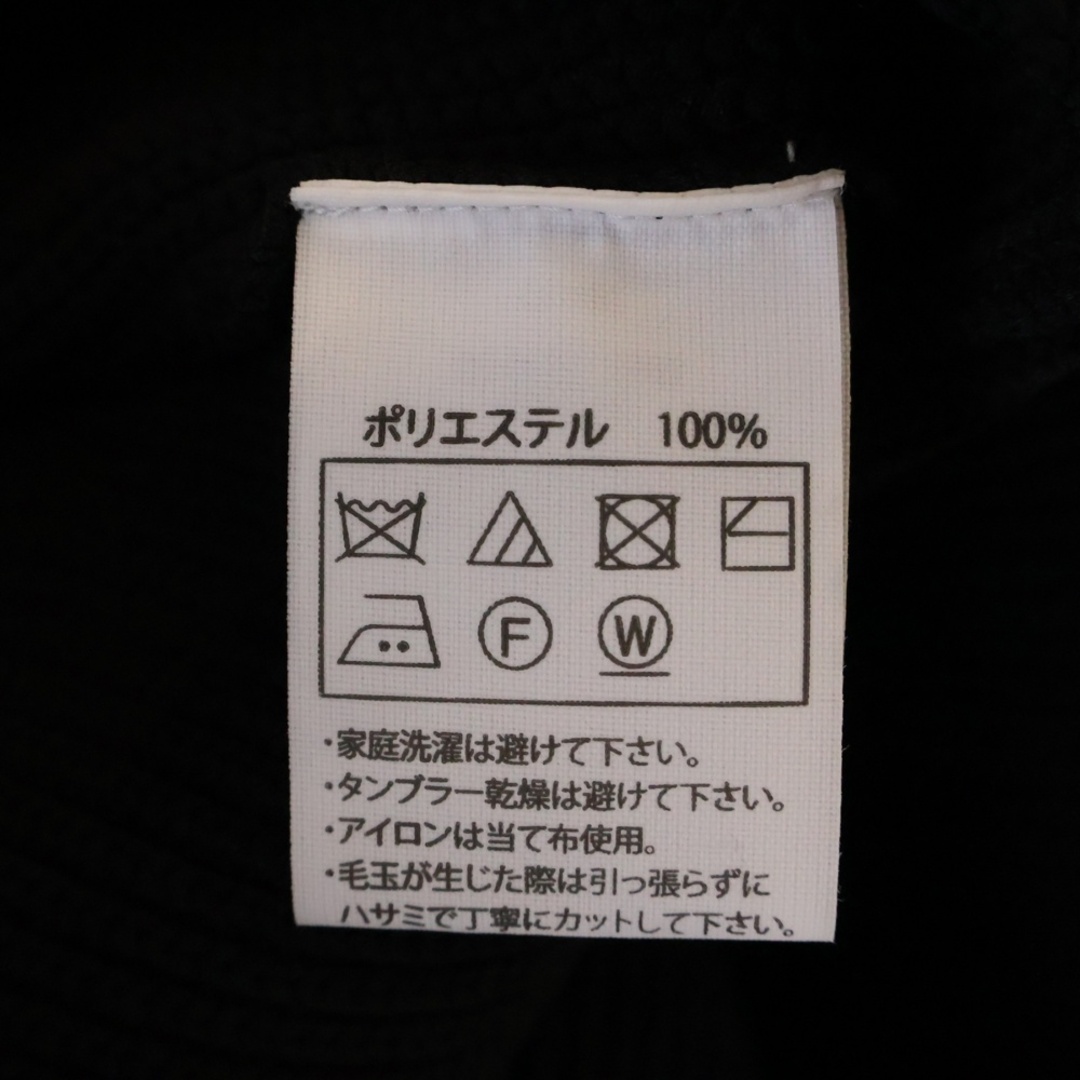 ポリエステル 100%
F W
・家庭洗濯は避けて下さい。
・タンブラー乾燥は避けて下さい。
・アイロンは当て布使用。
・毛玉が生じた際は引っ張らずに
ハサミで丁寧にカットして下さい。